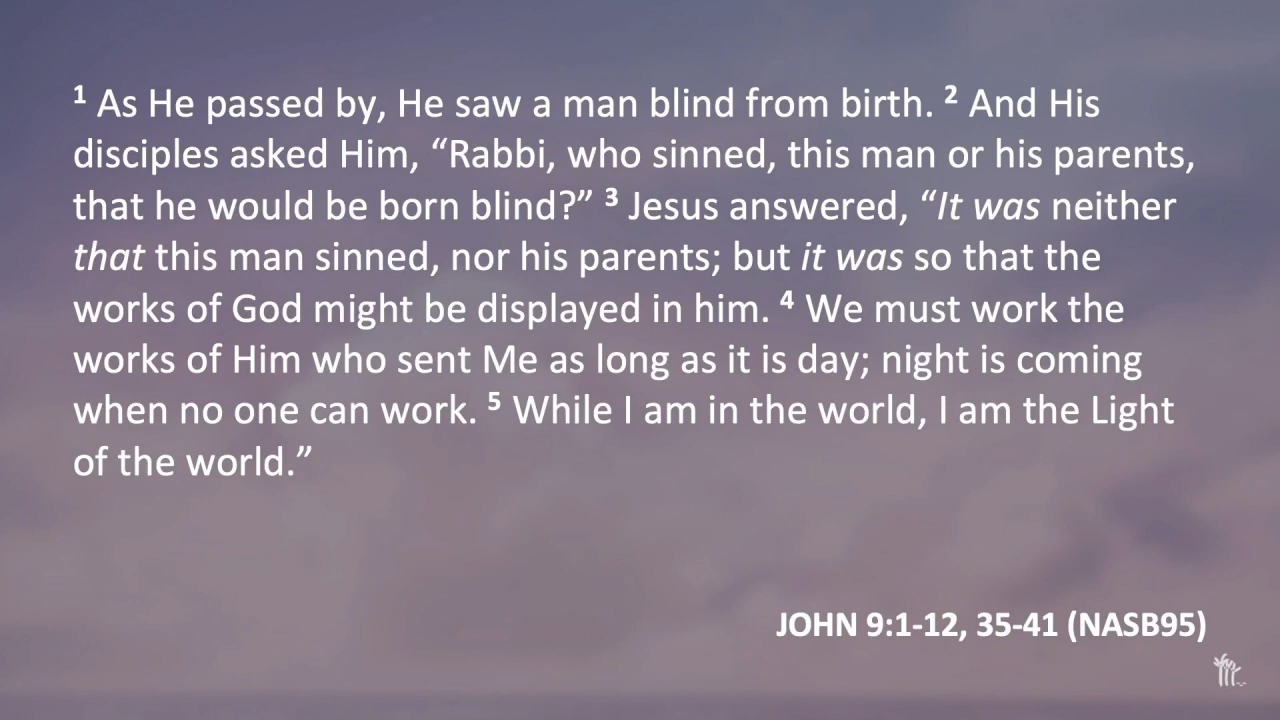 1 As He passed by, He saw a man blind from birth. 2 And His
disciples asked Him, “Rabbi, who sinned, this man or his parents,
that he would be born blind?” 3 Jesus answered, “It was neither
that this man sinned, nor his parents; but it was so that the
works of God might be displayed in him. 4 We must work the
works of Him who sent Me as long as it is day; night is coming
when no one can work. 5 While I am in the world, I am the Light
of the world.”
JOHN 9:1-12, 35-41 (NASB95)